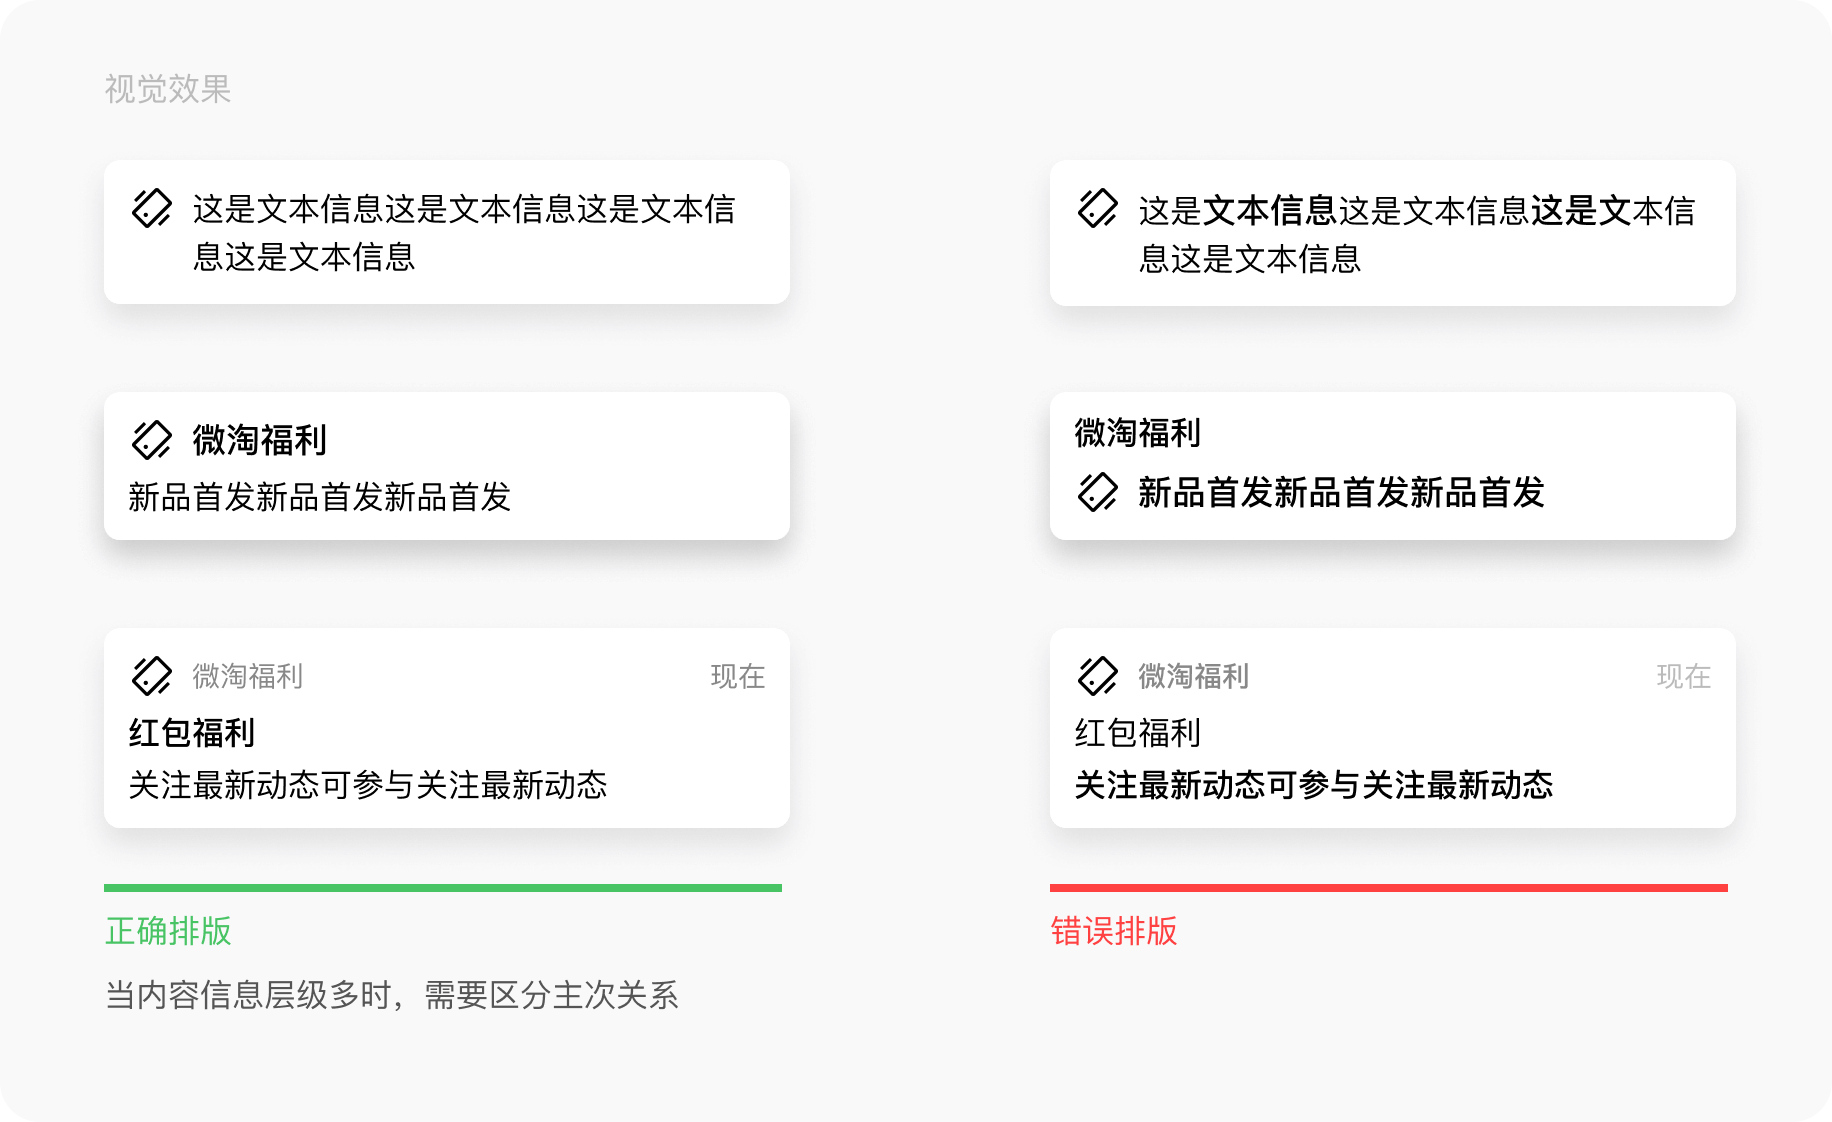 视觉效果
这是文本信息这是文本信息这是文本信
息这是文本信息
微淘福利
新品首发新品首发新品首发
微淘福利 现在
红包福利
关注最新动态可参与关注最新动态
正确排版
当内容信息层级多时，需要区分主次关系
这是文本信息这是文本信息这是文本信
息这是文本信息
微淘福利
新品首发新品首发新品首发
微淘福利 现在
红包福利
关注最新动态可参与关注最新动态
错误排版